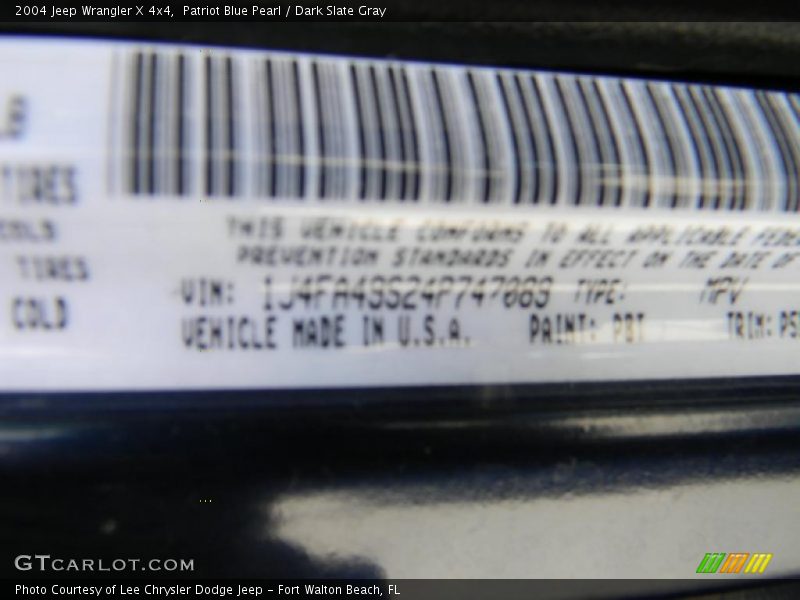 2004 Jeep Wrangler X 4x4, Patriot Blue Pearl / Dark Slate Gray
TIRES
COLD
TIRES
COLD
THIS VEHICLE CONFORMS TO ALL APPLICABLE
PREVENTION STANDARDS IN EFFECT ON THE DATE OF
VIN: 1J4FA49S24P747069 TYPE: MPV
VEHICLE MADE IN U.S.A. PAINT: PBT TRIM:
GTCARLOT.COM
Photo Courtesy of Lee Chrysler Dodge Jeep - Fort Walton Beach, FL